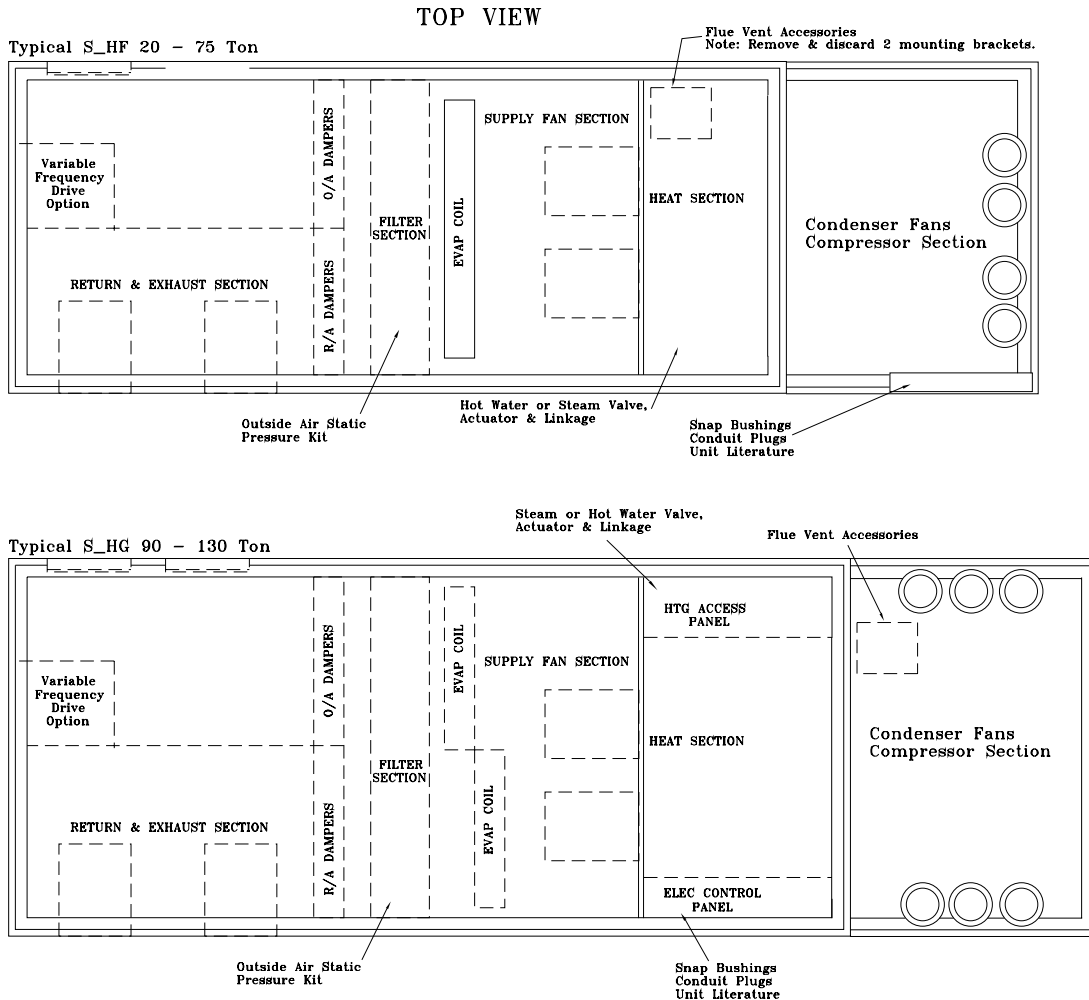 TOP VIEW
Typical S_HF 20 - 75 Ton
Flue Vent Accessories
Note: Remove & discard 2 mounting brackets.
Variable
Frequency
Drive
Option
RETURN & EXHAUST SECTION
O/A DAMPERS
R/A DAMPERS
FILTER
SECTION
EVAP COIL
SUPPLY FAN SECTION
HEAT SECTION
Condenser Fans
Compressor Section
Outside Air Static
Pressure Kit
Hot Water or Steam Valve,
Actuator & Linkage
Snap Bushings
Conduit Plugs
Unit Literature
Typical S_HG 90 - 130 Ton
Steam or Hot Water Valve,
Actuator & Linkage
Flue Vent Accessories
Variable
Frequency
Drive
Option
RETURN & EXHAUST SECTION
O/A DAMPERS
R/A DAMPERS
FILTER
SECTION
EVAP COIL
EVAP COIL
SUPPLY FAN SECTION
HTG ACCESS
PANEL
HEAT SECTION
ELEC CONTROL
PANEL
Condenser Fans
Compressor Section
Outside Air Static
Pressure Kit
Snap Bushings
Conduit Plugs
Unit Literature